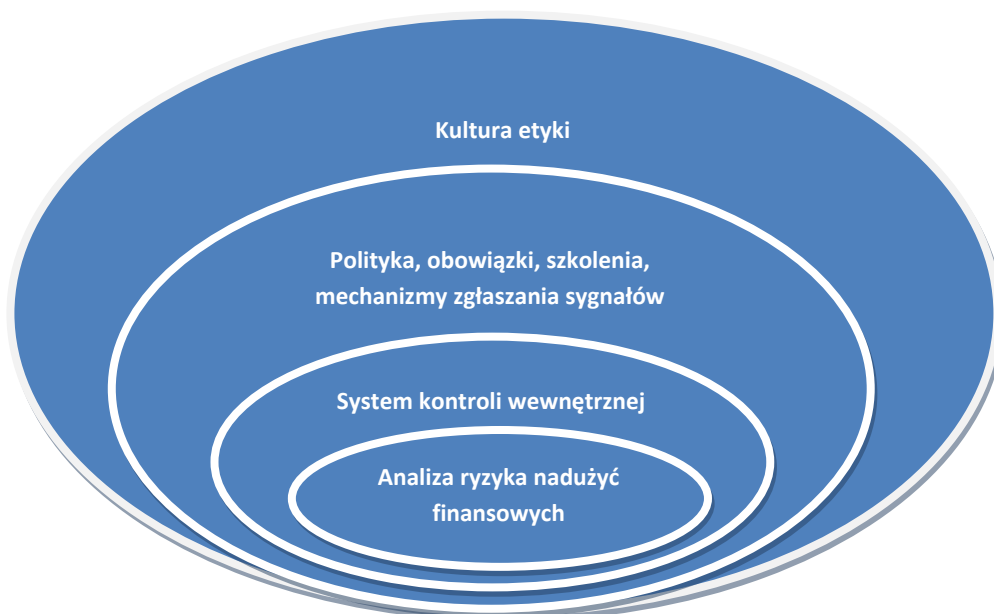 Kultura etyki
Polityka, obowiązki, szkolenia,
mechanizmy zgłaszania sygnałów
System kontroli wewnętrznej
Analiza ryzyka nadużyć
finansowych